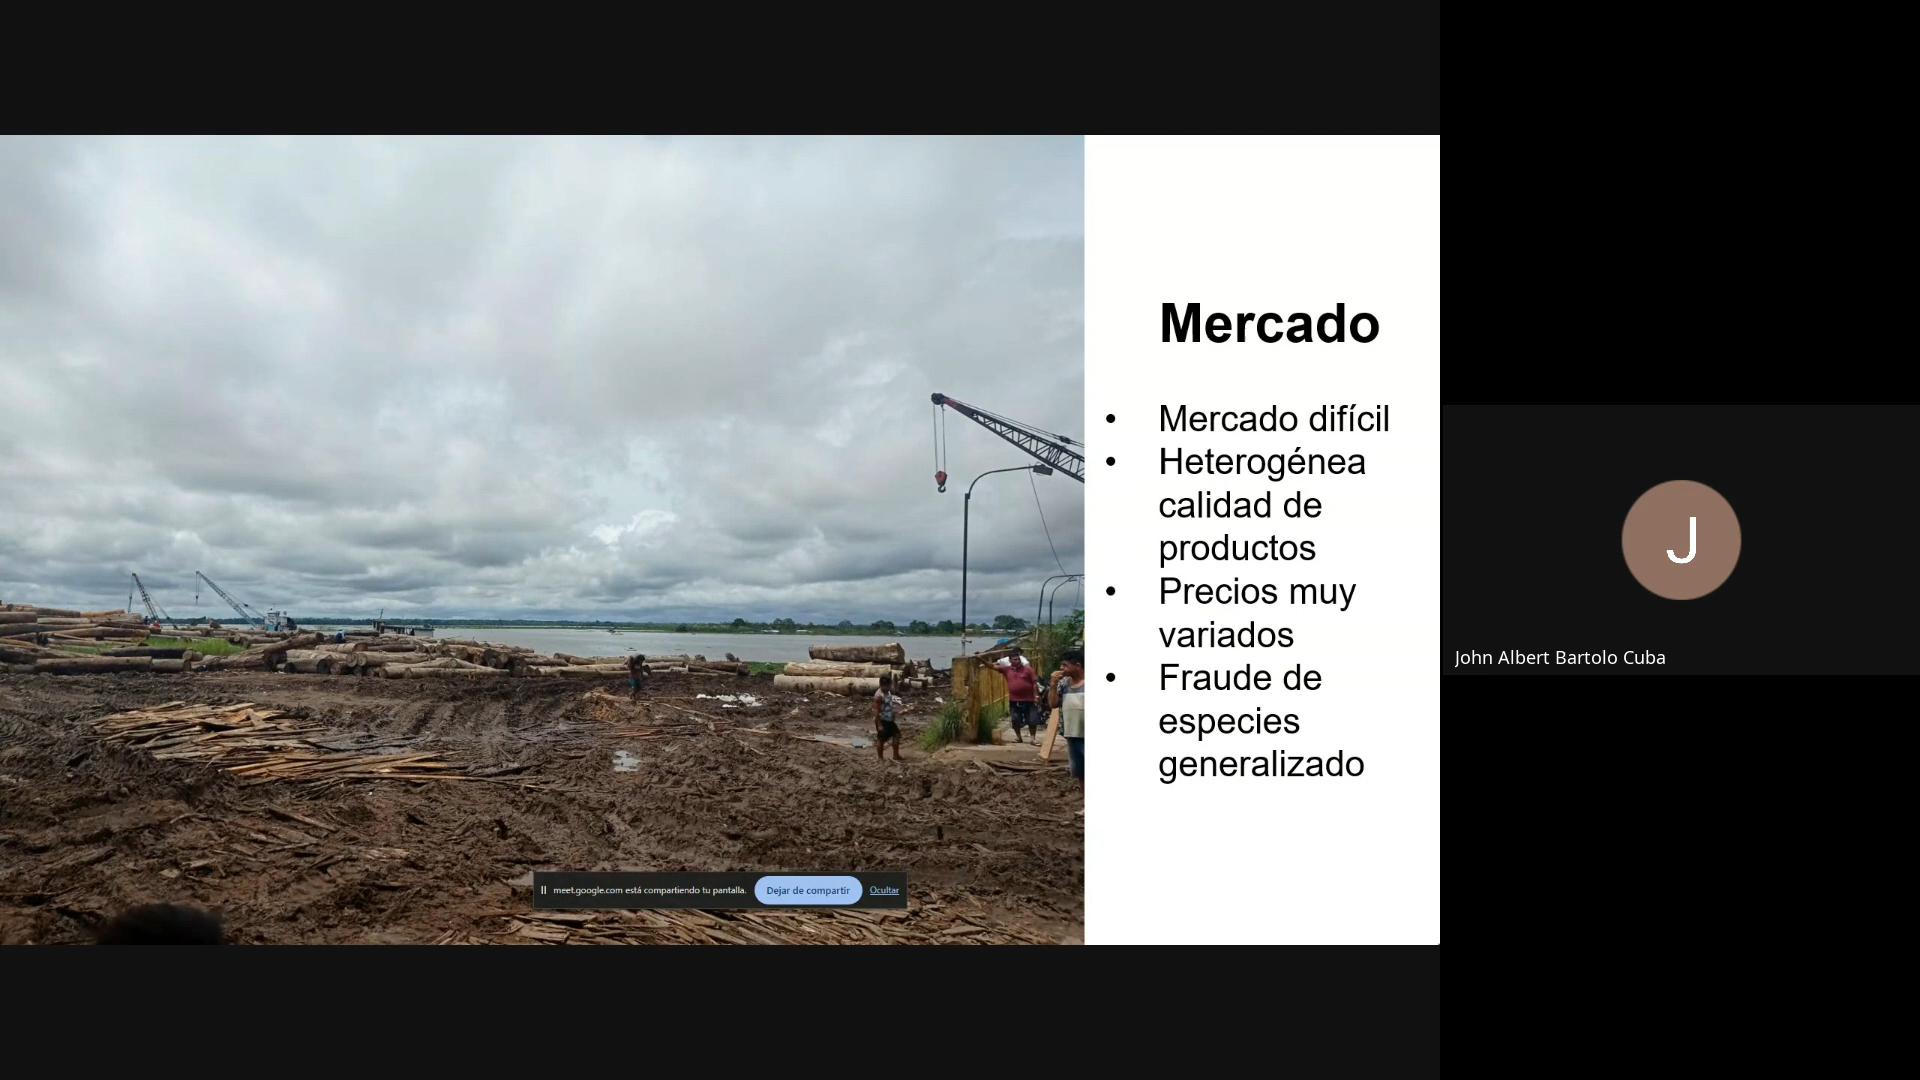 Mercado
• Mercado difícil
• Heterogénea
calidad de
productos
• Precios muy
variados
• Fraude de
especies
generalizado
meet.google.com está compartiendo tu pantalla. Dejar de compartir Ocultar
J
John Albert Bartolo Cuba